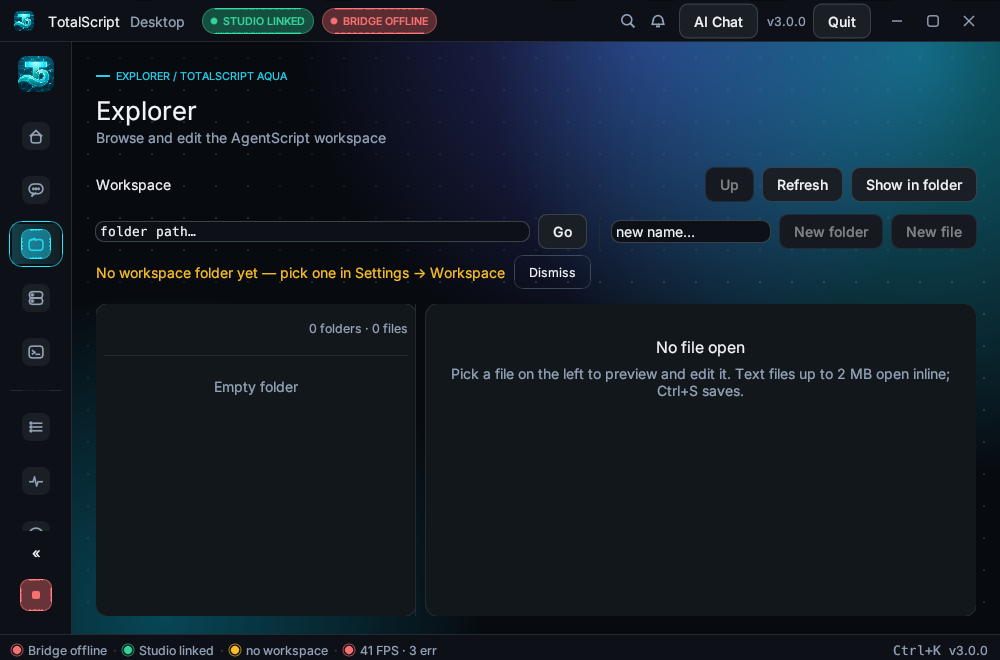 TotalScript Desktop STUDIO LINKED BRIDGE OFFLINE AI Chat v3.0.0 Quit
EXPLORER / TOTALSCRIPT AQUA
Explorer
Browse and edit the AgentScript workspace
Workspace Up Refresh Show in folder
folder path… Go new name... New folder New file
No workspace folder yet — pick one in Settings → Workspace Dismiss
0 folders · 0 files
Empty folder
No file open
Pick a file on the left to preview and edit it. Text files up to 2 MB open inline;
Ctrl+S saves.
«
Bridge offline · Studio linked · no workspace · 41 FPS · 3 err Ctrl+K v3.0.0